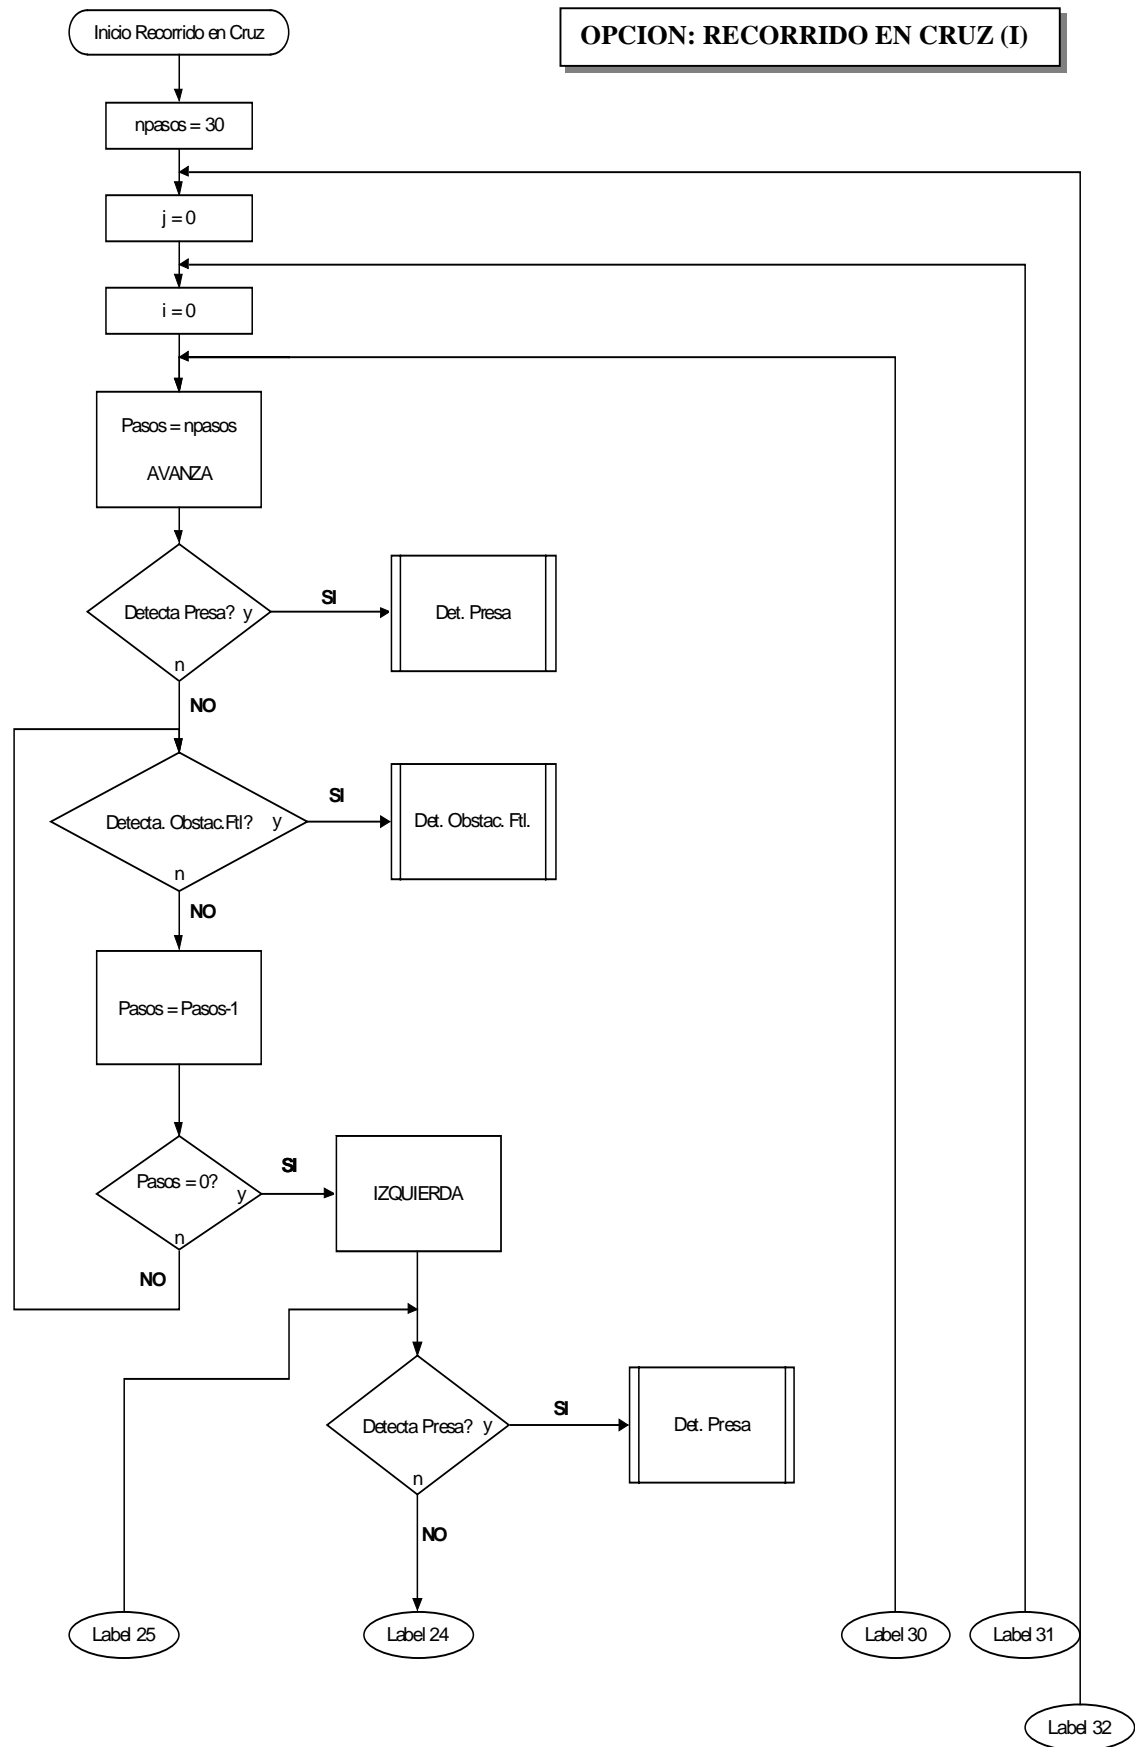 Inicio Recorrido en Cruz
OPCION: RECORRIDO EN CRUZ (I)
npasos = 30
j = 0
i = 0
Pasos = npasos
AVANZA
Detecta Presa? y
n
SI
Det. Presa
NO
Detecta. Obstac.Ftl? y
n
SI
Det. Obstac. Ftl.
NO
Pasos = Pasos-1
Pasos = 0?
y
n
SI
IZQUIERDA
NO
Detecta Presa? y
n
SI
Det. Presa
NO
Label 25
Label 24
Label 30
Label 31
Label 32